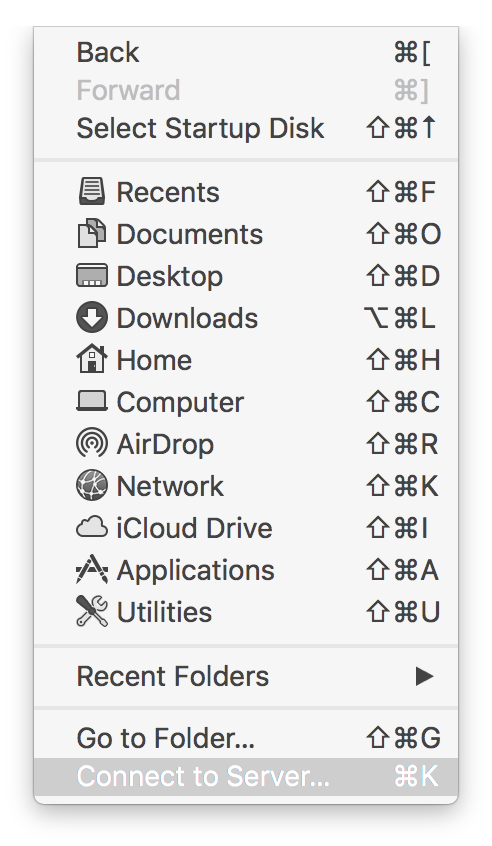 Back ⌘[
Forward ⌘]
Select Startup Disk ⇧⌘↑
Recents ⇧⌘F
Documents ⇧⌘O
Desktop ⇧⌘D
Downloads ⌥⌘L
Home ⇧⌘H
Computer ⇧⌘C
AirDrop ⇧⌘R
Network ⇧⌘K
iCloud Drive ⇧⌘I
Applications ⇧⌘A
Utilities ⇧⌘U
Recent Folders ▶
Go to Folder... ⇧⌘G
Connect to Server... ⌘K